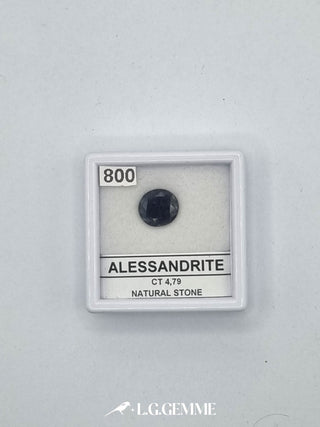 800
ALESSANDRITE
CT 4,79
NATURAL STONE
L.G.GEMME